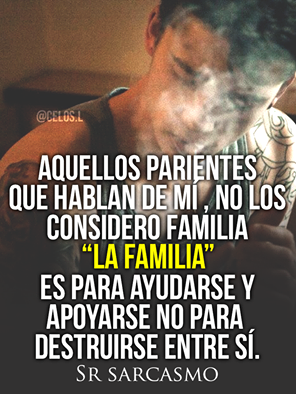 @CELOS.L
AQUELLOS PARIENTES
QUE HABLAN DE MÍ , NO LOS
CONSIDERO FAMILIA
“LA FAMILIA”
ES PARA AYUDARSE Y
APOYARSE NO PARA
DESTRUIRSE ENTRE SÍ.
SR SARCASMO